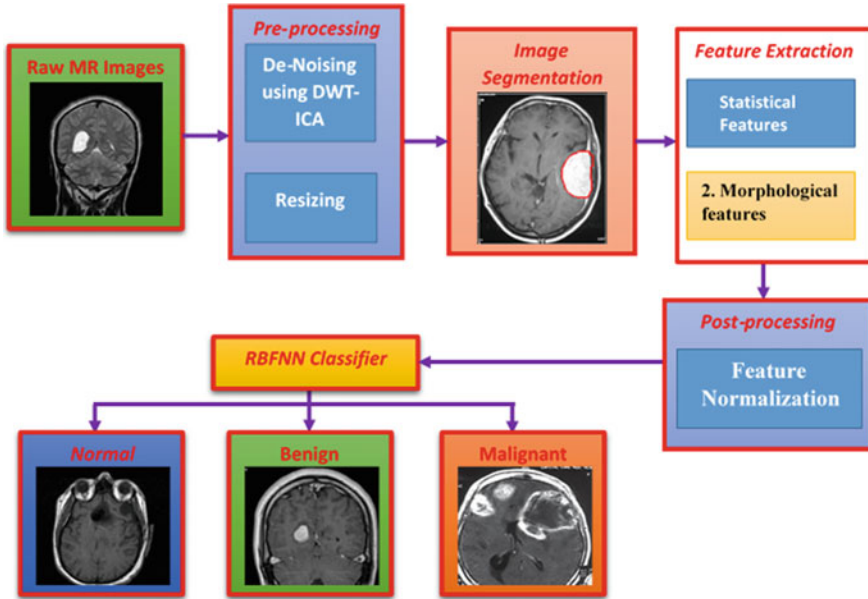 Raw MR Images
Pre-processing
De-Noising
using DWT-
ICA
Resizing
Image
Segmentation
Feature Extraction
Statistical
Features
2. Morphological
features
Post-processing
Feature
Normalization
RBFNN Classifier
Normal
Benign
Malignant